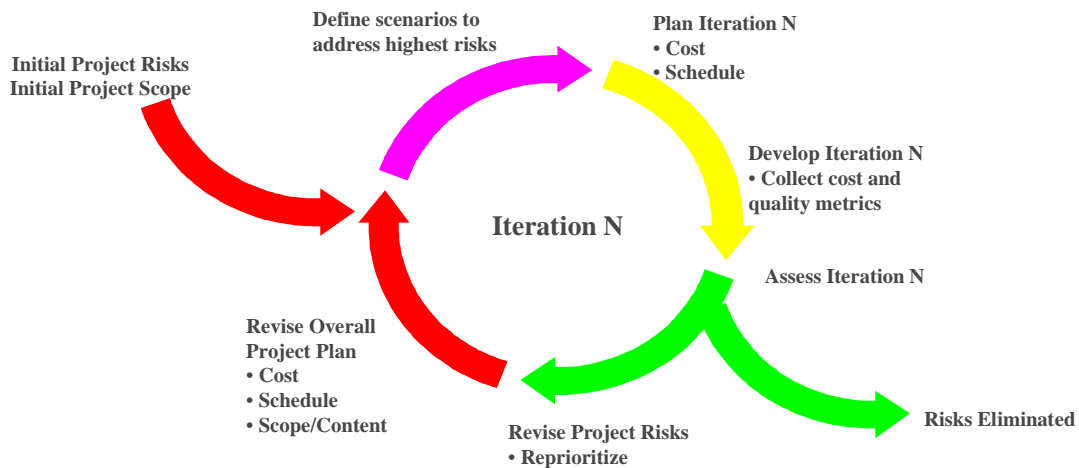 Define scenarios to
address highest risks
Plan Iteration N
• Cost
• Schedule
Initial Project Risks
Initial Project Scope
Develop Iteration N
• Collect cost and
quality metrics
Iteration N
Assess Iteration N
Revise Overall
Project Plan
• Cost
• Schedule
• Scope/Content
Revise Project Risks
• Reprioritize
Risks Eliminated